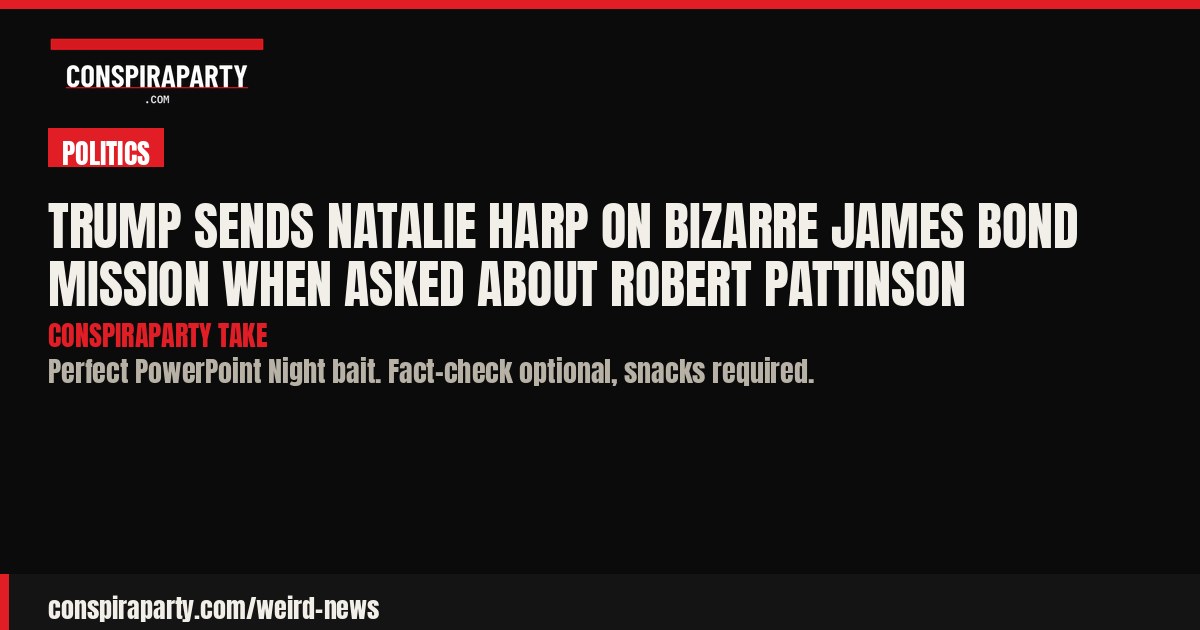 CONSPIRAPARTY
.COM
POLITICS
TRUMP SENDS NATALIE HARP ON BIZARRE JAMES BOND
MISSION WHEN ASKED ABOUT ROBERT PATTINSON
CONSPIRAPARTY TAKE
Perfect PowerPoint Night bait. Fact-check optional, snacks required.
conspiraparty.com/weird-news